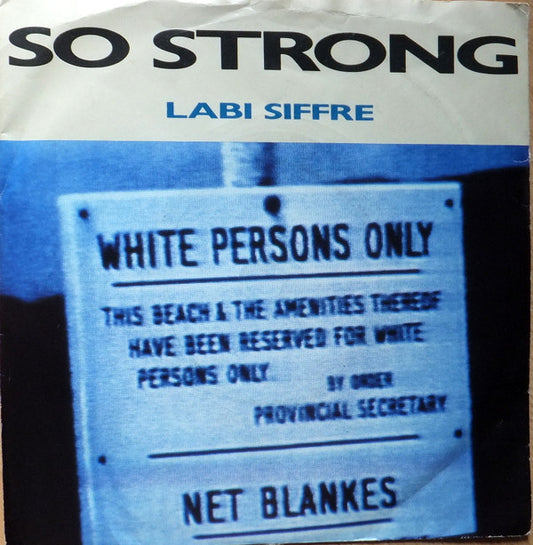 SO STRONG
LABI SIFFRE
WHITE PERSONS ONLY
THIS BEACH & THE AMENITIES THEREOF
HAVE BEEN RESERVED FOR WHITE
PERSONS ONLY
BY ORDER
PROVINCIAL SECRETARY
NET BLANKES